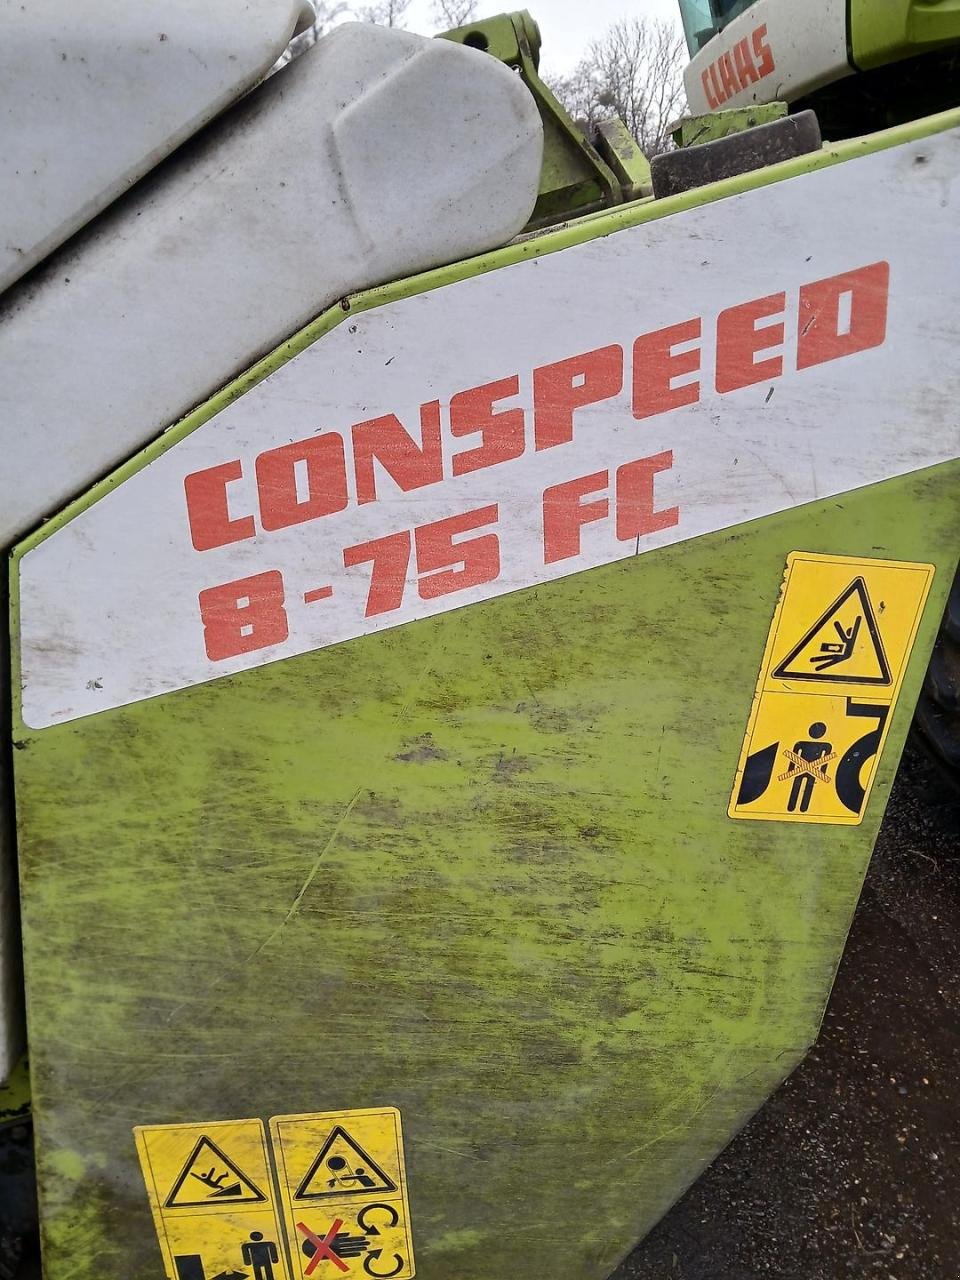 CLAAS
CONSPEED
8-75 FC